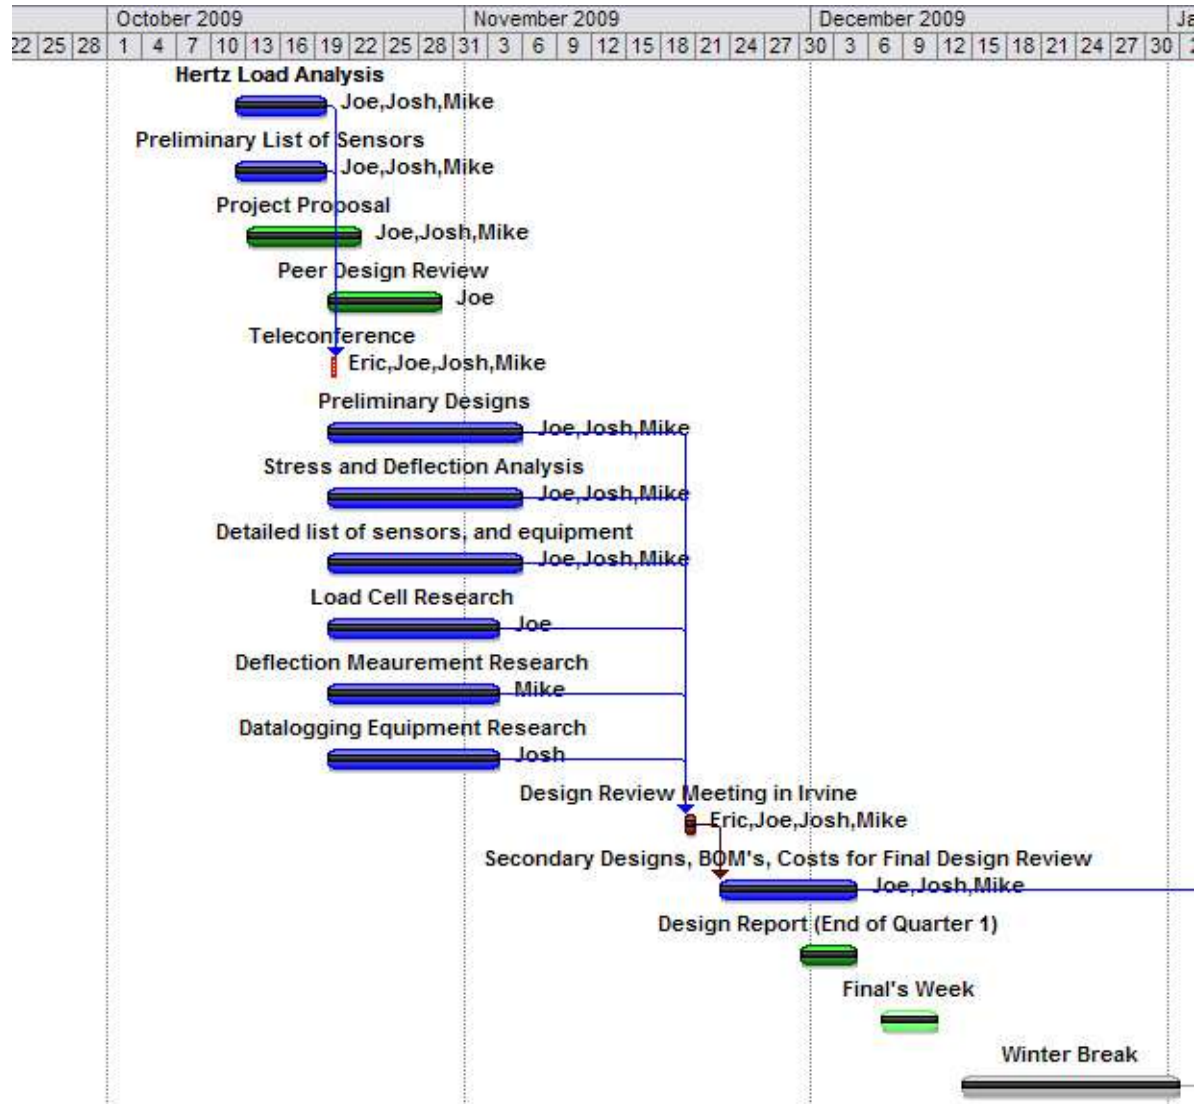 October 2009 November 2009 December 2009 Ja
22 25 28 1 4 7 10 13 16 19 22 25 28 31 3 6 9 12 15 18 21 24 27 30 3 6 9 12 15 18 21 24 27 30 2
Hertz Load Analysis
Joe,Josh,Mike
Preliminary List of Sensors
Joe,Josh,Mike
Project Proposal
Joe,Josh,Mike
Peer Design Review
Joe
Teleconference
Eric,Joe,Josh,Mike
Preliminary Designs
Joe,Josh,Mike
Stress and Deflection Analysis
Joe,Josh,Mike
Detailed list of sensors, and equipment
Joe,Josh,Mike
Load Cell Research
Joe
Deflection Meaurement Research
Mike
Datalogging Equipment Research
Josh
Design Review Meeting in Irvine
Eric,Joe,Josh,Mike
Secondary Designs, BOM's, Costs for Final Design Review
Joe,Josh,Mike
Design Report (End of Quarter 1)
Final's Week
Winter Break